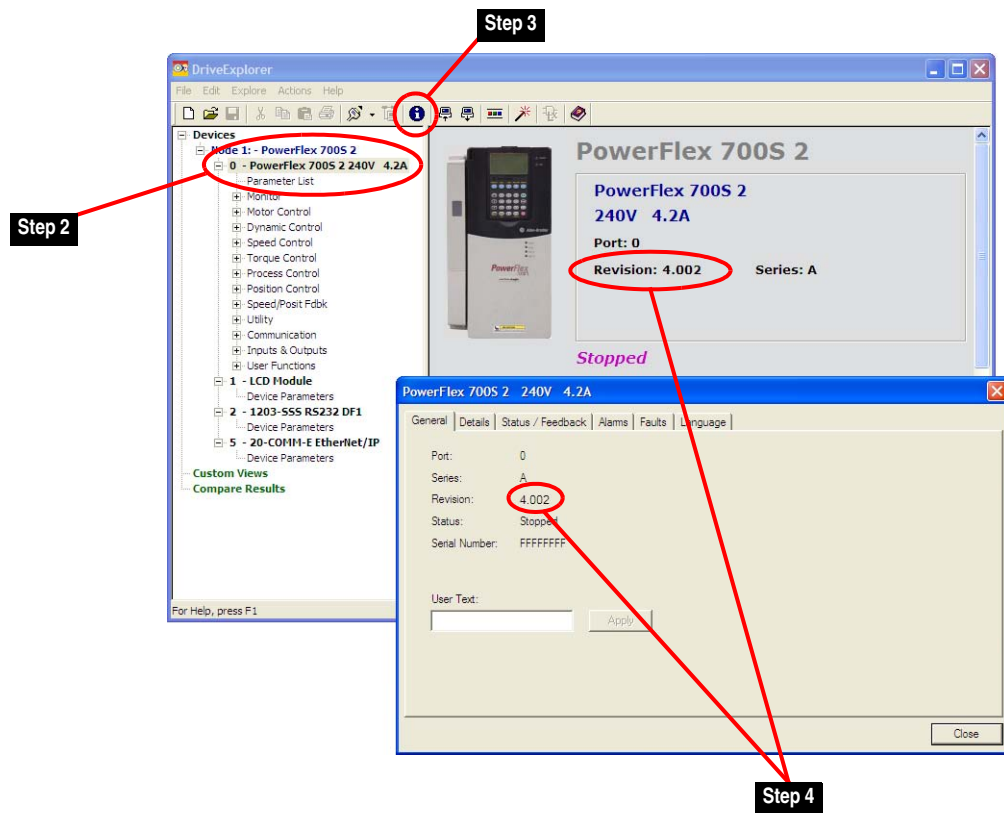 Step 3
DriveExplorer
File Edit Explore Actions Help
Devices
Node 1: - PowerFlex 700S 2
0 - PowerFlex 700S 2 240V 4.2A
Parameter List
Monitor
Motor Control
Dynamic Control
Speed Control
Torque Control
Process Control
Position Control
Speed/Posit Fdbk
Utility
Communication
Inputs & Outputs
User Functions
1 - LCD Module
Device Parameters
2 - 1203-SSS RS232 DF1
Device Parameters
5 - 20-COMM-E EtherNet/IP
Device Parameters
Custom Views
Compare Results
For Help, press F1
Step 2
PowerFlex 700S 2
PowerFlex 700S 2
240V 4.2A
Port: 0
Revision: 4.002 Series: A
Stopped
PowerFlex
PowerFlex 700S 2 240V 4.2A
General Details Status / Feedback Alarms Faults Language
Port: 0
Series: A
Revision: 4.002
Status: Stopped
Serial Number: FFFFFFFF
User Text:
Apply
Close
Step 4